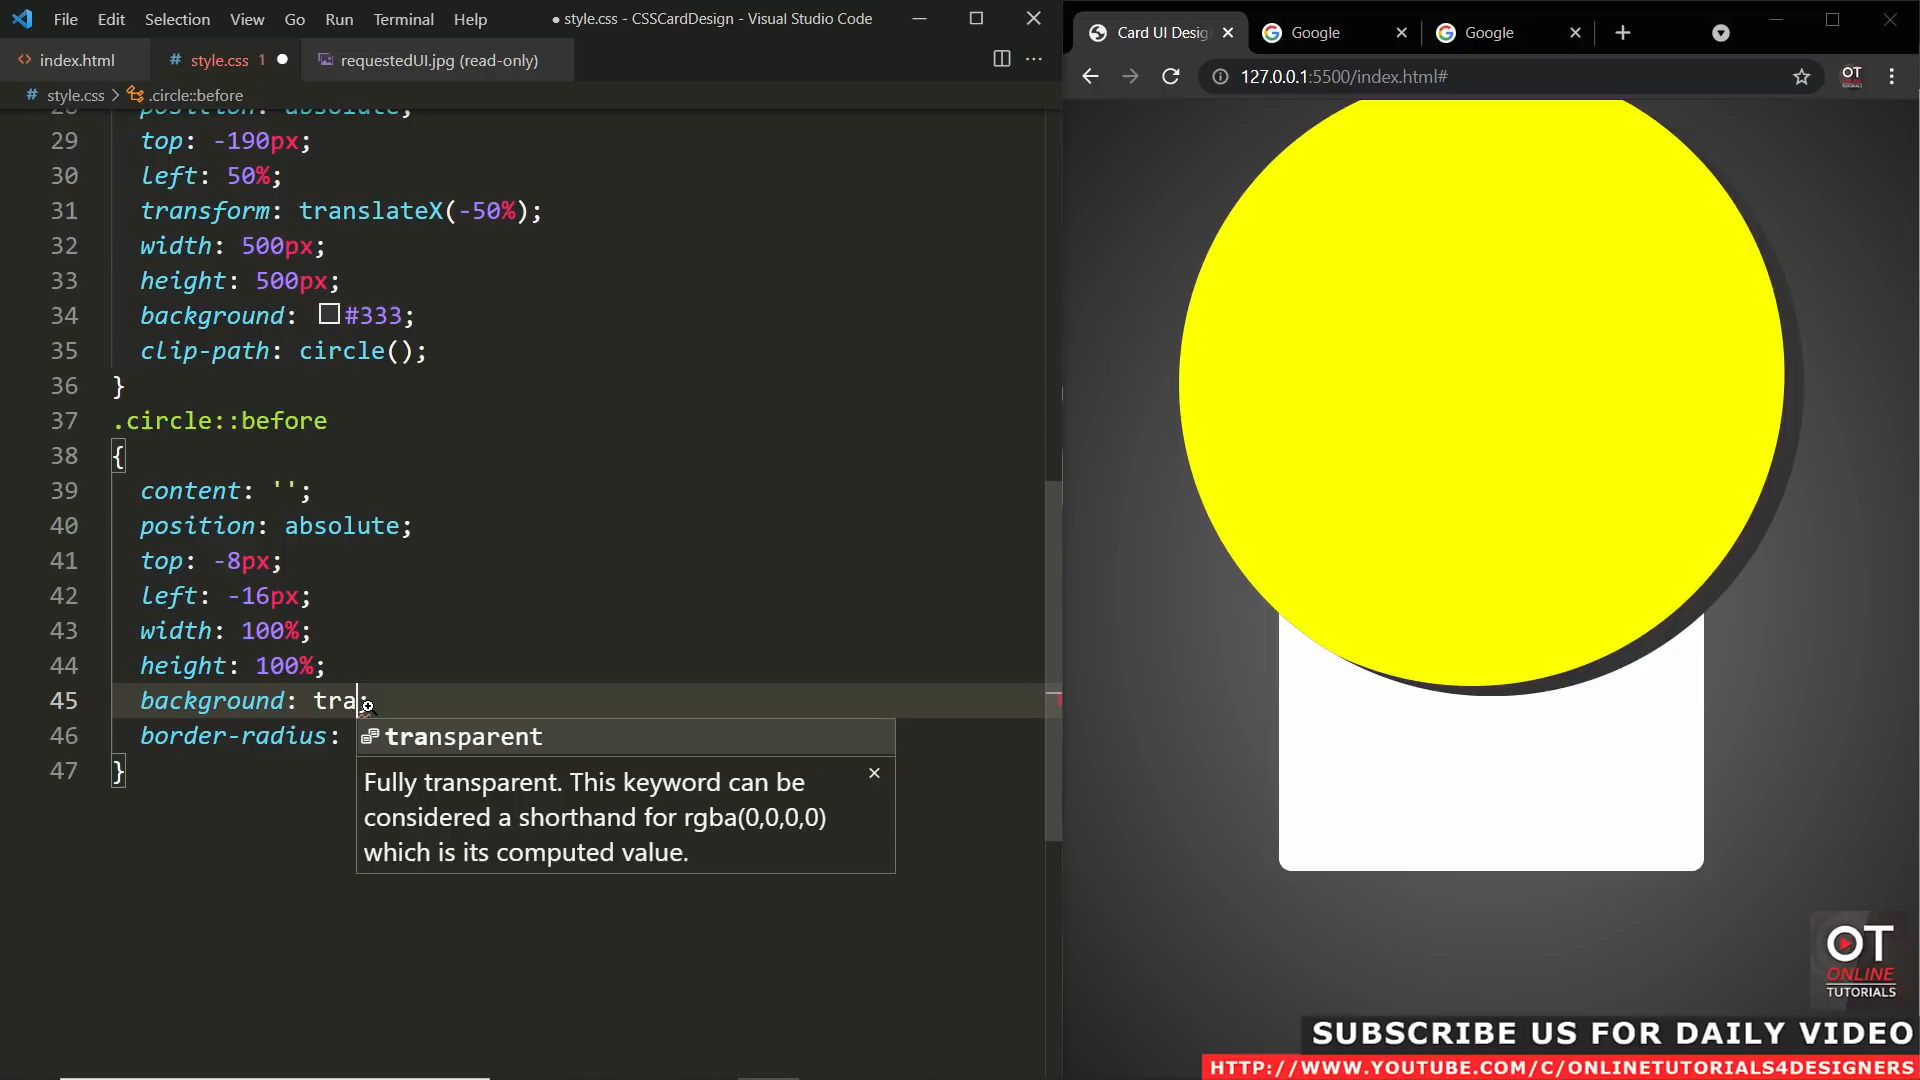 File Edit Selection View Go Run Terminal Help ● style.css - CSSCardDesign - Visual Studio Code
index.html style.css 1 requestedUI.jpg (read-only)
# style.css > .circle::before
28 position: absolute;
29 top: -190px;
30 left: 50%;
31 transform: translateX(-50%);
32 width: 500px;
33 height: 500px;
34 background: #333;
35 clip-path: circle();
36 }
37 .circle::before
38 {
39 content: '';
40 position: absolute;
41 top: -8px;
42 left: -16px;
43 width: 100%;
44 height: 100%;
45 background: tra;
46 border-radius:
47 }
transparent
Fully transparent. This keyword can be
considered a shorthand for rgba(0,0,0,0)
which is its computed value.
Card UI Desig Google Google
127.0.0.1:5500/index.html#
OT
ONLINE
TUTORIALS
SUBSCRIBE US FOR DAILY VIDEO
HTTP://WWW.YOUTUBE.COM/C/ONLINETUTORIALS4DESIGNERS